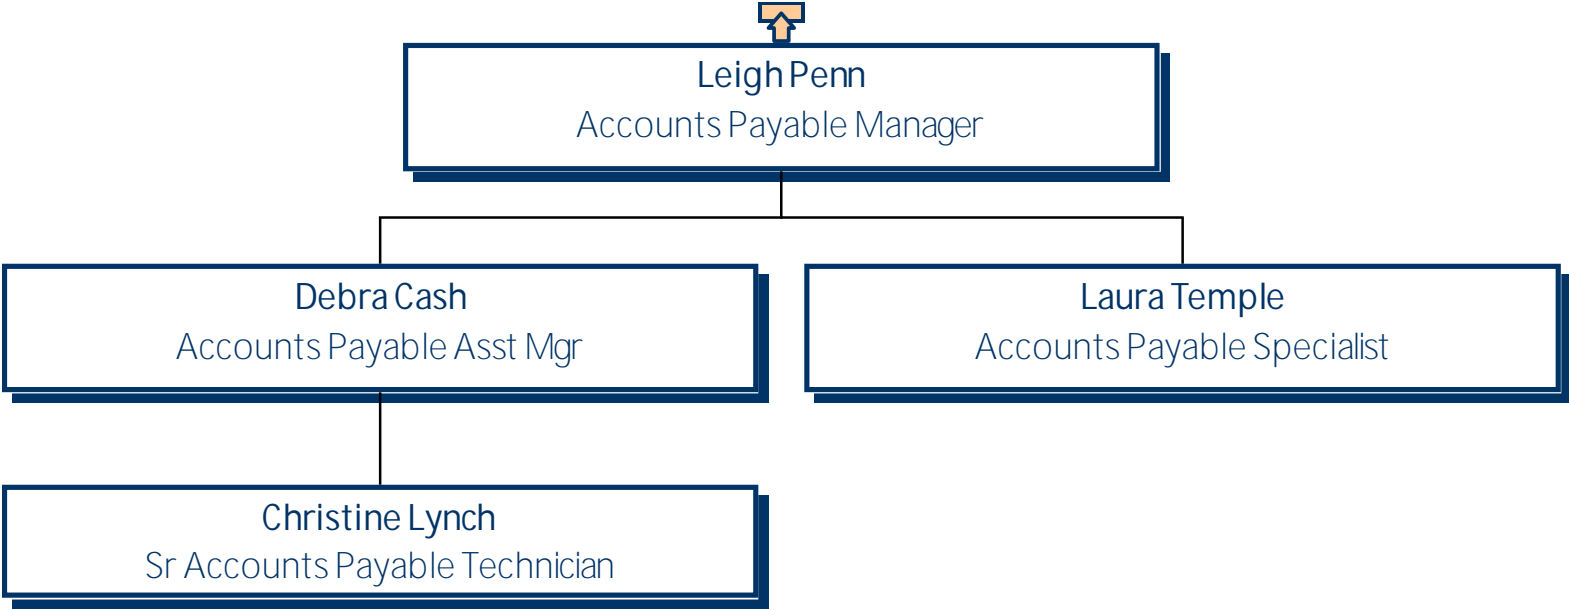 Leigh Penn
Accounts Payable Manager
Debra Cash
Accounts Payable Asst Mgr
Laura Temple
Accounts Payable Specialist
Christine Lynch
Sr Accounts Payable Technician